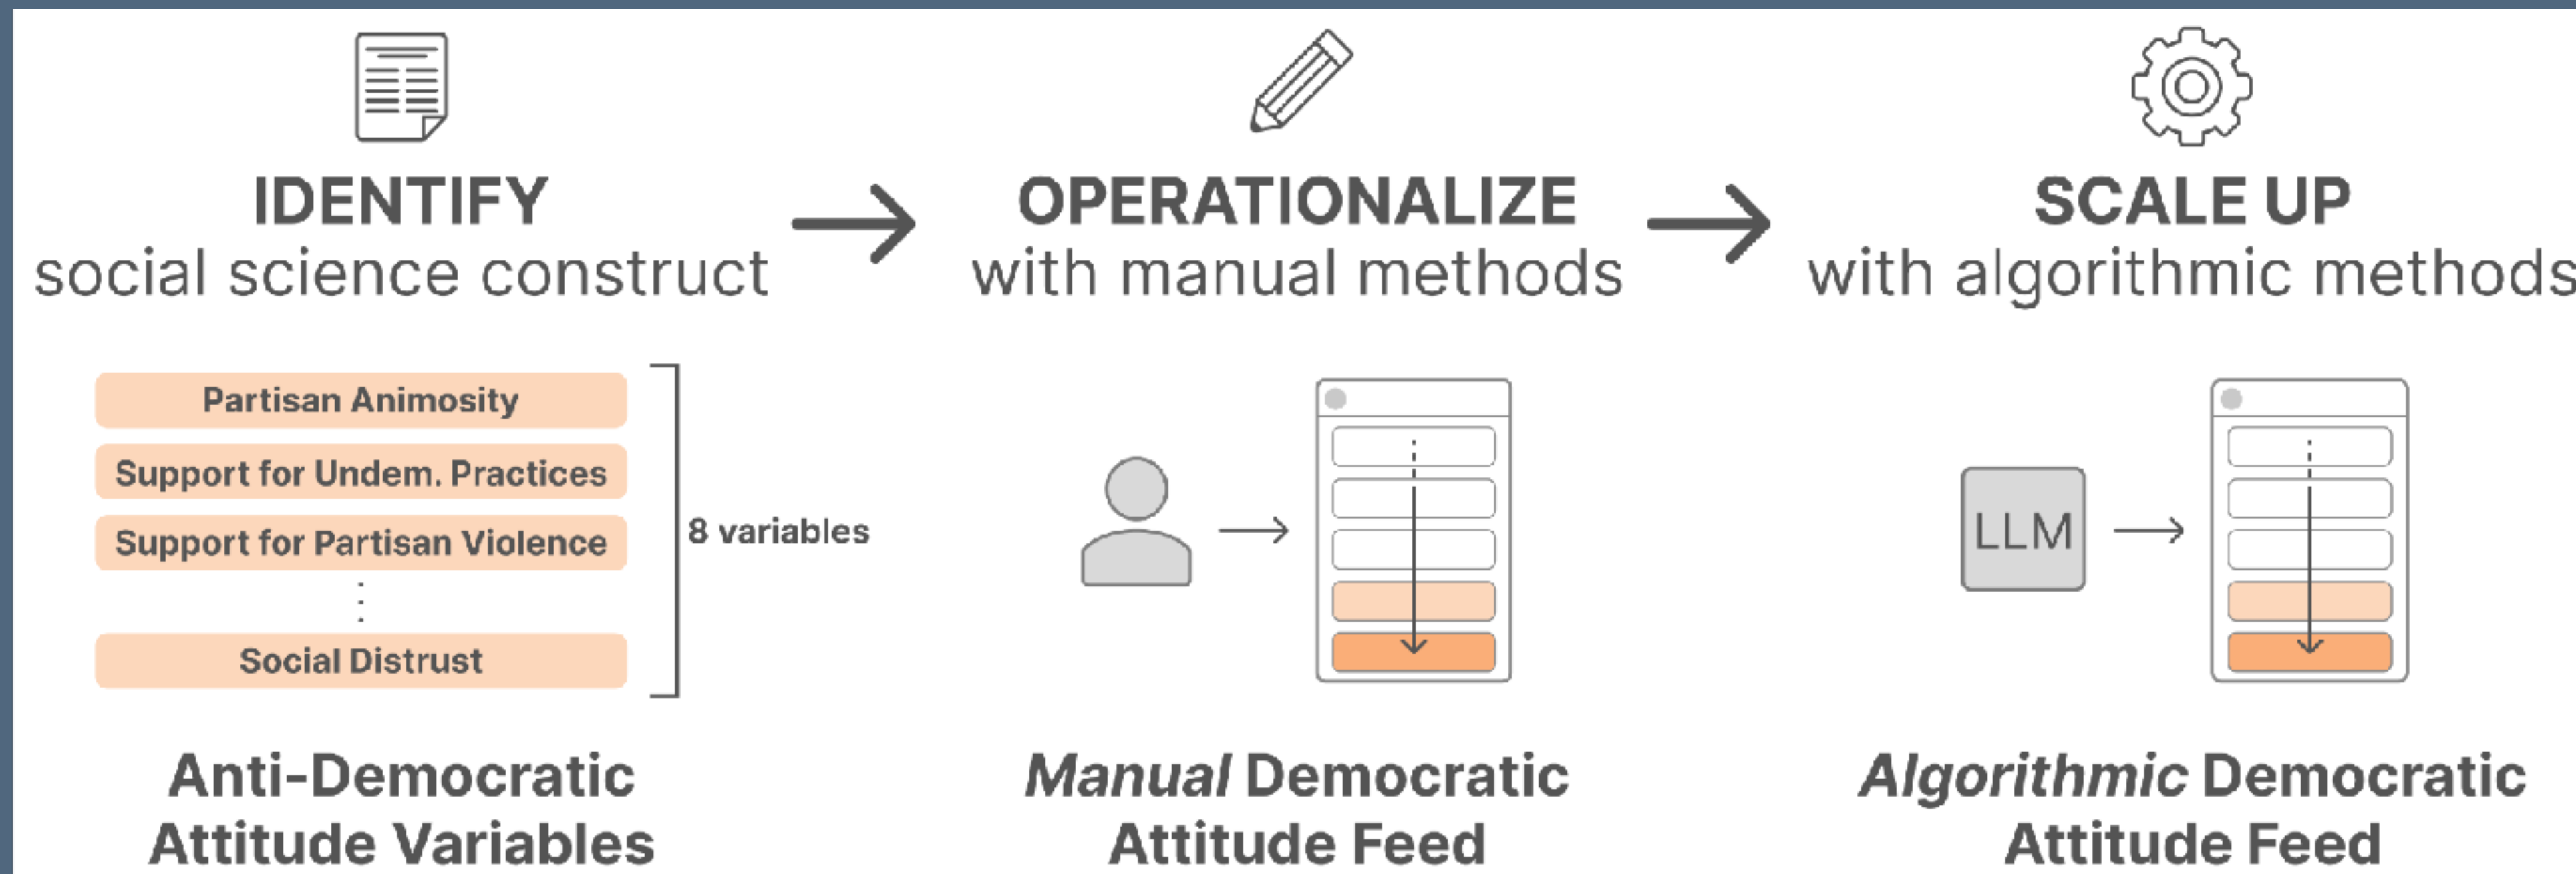 IDENTIFY
social science construct
Partisan Animosity
Support for Undem. Practices
Support for Partisan Violence
Social Distrust
8 variables
Anti-Democratic
Attitude Variables
OPERATIONALIZE
with manual methods
Manual Democratic
Attitude Feed
SCALE UP
with algorithmic methods
LLM
Algorithmic Democratic
Attitude Feed